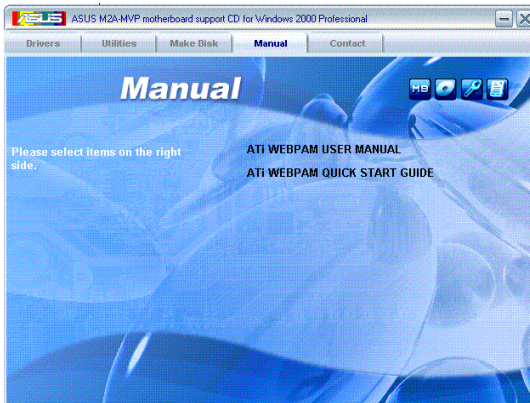 ASUS ASUS M2A-MVP motherboard support CD for Windows 2000 Professional
Drivers Utilities Make Disk Manual Contact
Manual
MB
Please select items on the right
side.
ATi WEBPAM USER MANUAL
ATi WEBPAM QUICK START GUIDE